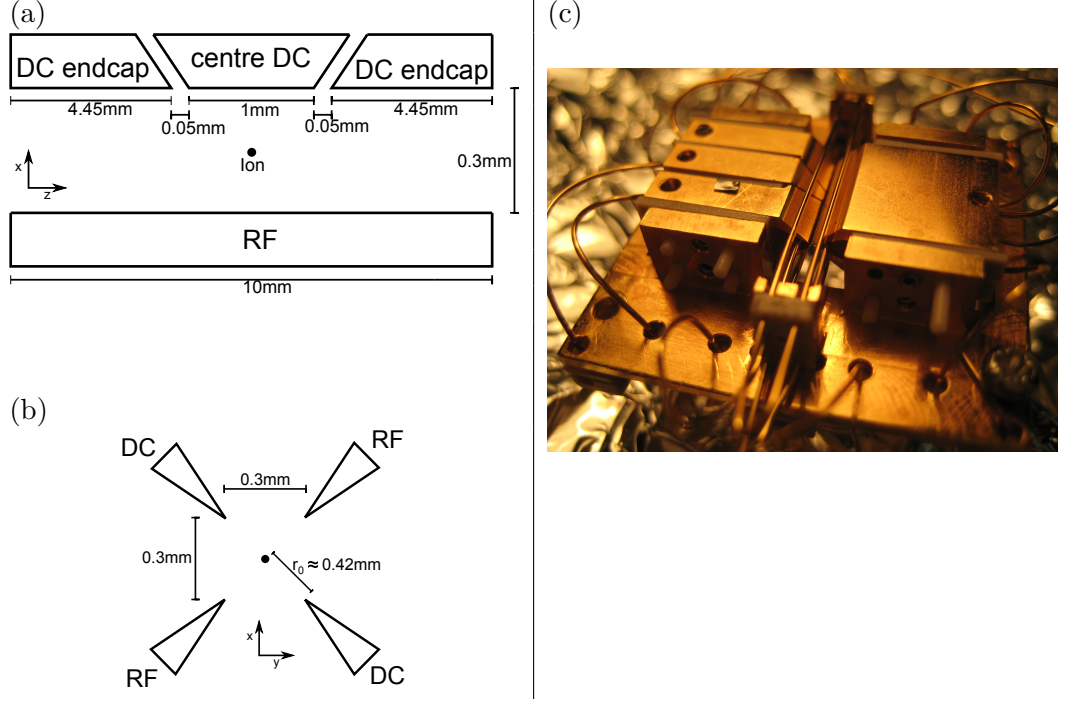 (a)
DC endcap
centre DC
DC endcap
4.45mm
1mm
4.45mm
0.05mm
0.05mm
0.3mm
Ion
x
z
RF
10mm
(b)
DC
RF
0.3mm
0.3mm
r₀ ≈ 0.42mm
x
y
RF
DC
(c)